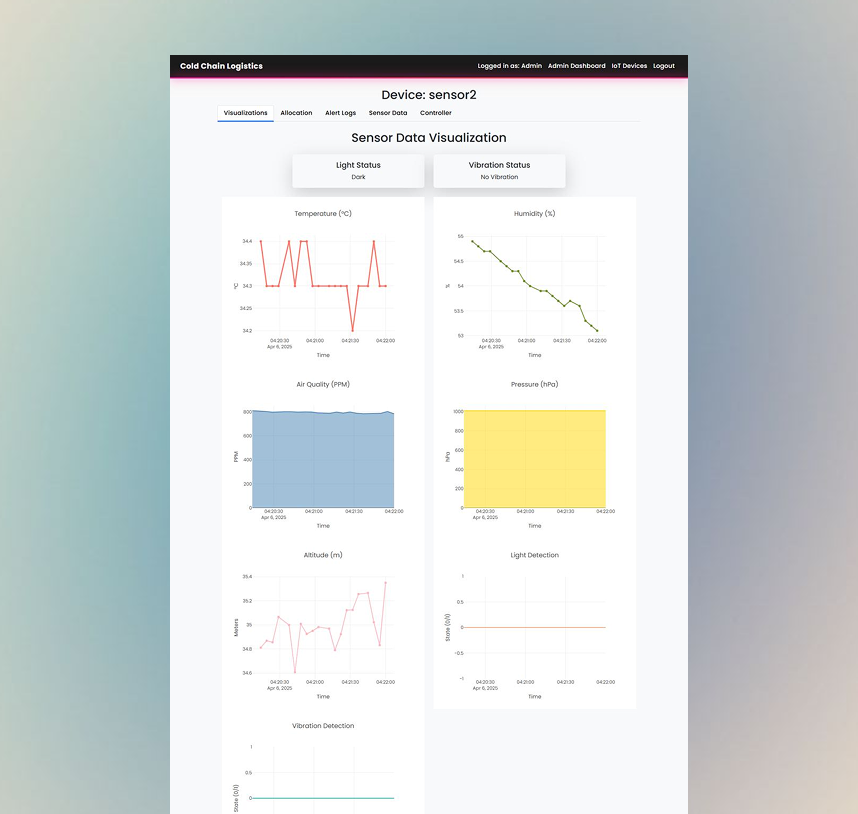 Cold Chain Logistics
Logged in as: Admin Admin Dashboard IoT Devices Logout
Device: sensor2
Visualizations Allocation Alert Logs Sensor Data Controller
Sensor Data Visualization
Light Status
Dark
Vibration Status
No Vibration
Temperature (°C)
34.4
34.35
34.3
34.25
34.2
°C
04:20:30 04:21:00 04:21:30 04:22:00
Apr 6, 2025
Time
Humidity (%)
55
54.5
54
53.5
53
%
04:20:30 04:21:00 04:21:30 04:22:00
Apr 6, 2025
Time
Air Quality (PPM)
800
600
400
200
0
PPM
04:20:30 04:21:00 04:21:30 04:22:00
Apr 6, 2025
Time
Pressure (hPa)
1000
800
600
400
200
0
hPa
04:20:30 04:21:00 04:21:30 04:22:00
Apr 6, 2025
Time
Altitude (m)
35.4
35.2
35
34.8
34.6
Meters
04:20:30 04:21:00 04:21:30 04:22:00
Apr 6, 2025
Time
Light Detection
1
0.5
0
−0.5
−1
State (0/1)
04:20:30 04:21:00 04:21:30 04:22:00
Apr 6, 2025
Time
Vibration Detection
1
0.5
0
State (0/1)